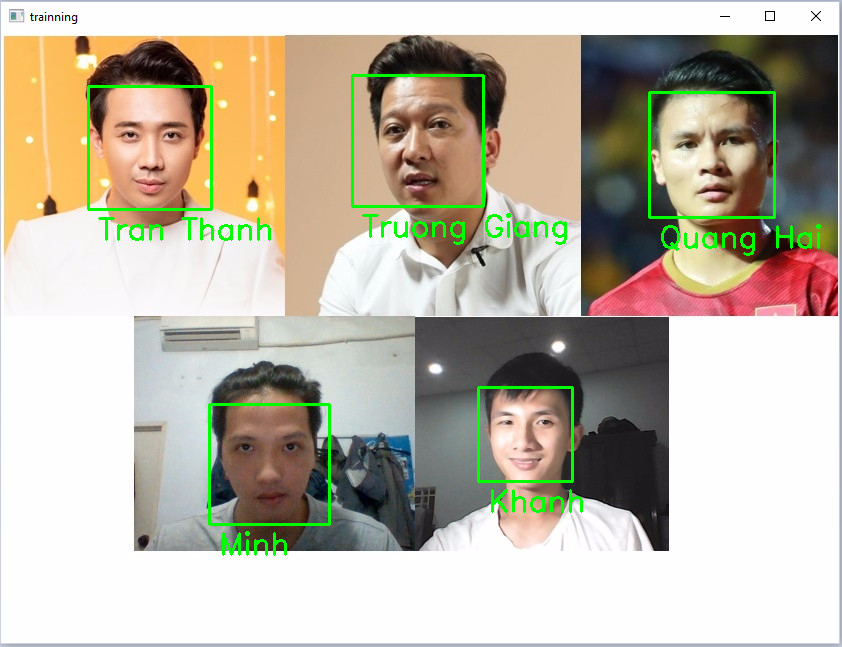 trainning
Tran Thanh
Truong Giang
Quang Hai
Minh
Khanh